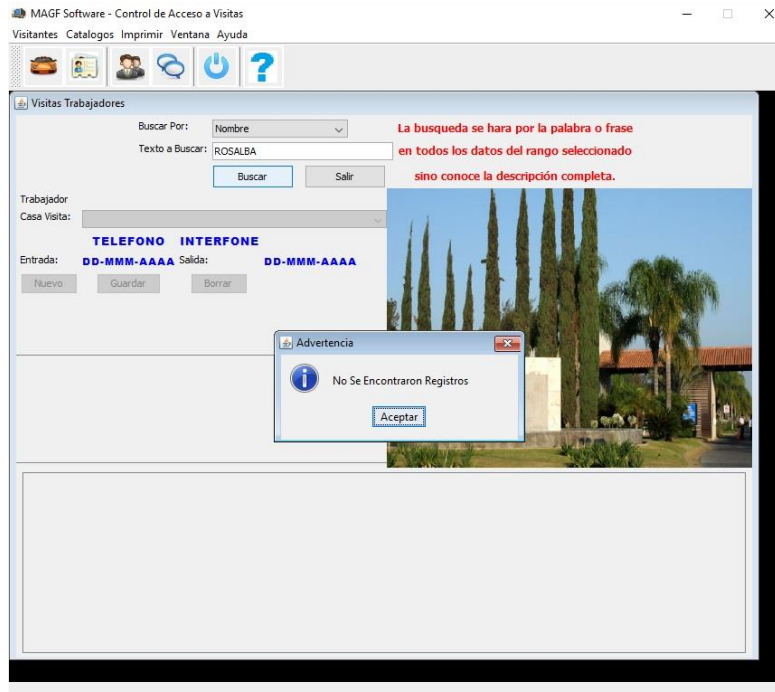 MAGF Software - Control de Acceso a Visitas
Visitantes Catalogos Imprimir Ventana Ayuda
Visitas Trabajadores
Buscar Por: Nombre
La busqueda se hara por la palabra o frase
Texto a Buscar: ROSALBA
en todos los datos del rango seleccionado
Buscar Salir
sino conoce la descripción completa.
Trabajador
Casa Visita:
TELEFONO INTERFONE
Entrada: DD-MMM-AAAA Salida: DD-MMM-AAAA
Nuevo Guardar Borrar
Advertencia
No Se Encontraron Registros
Aceptar